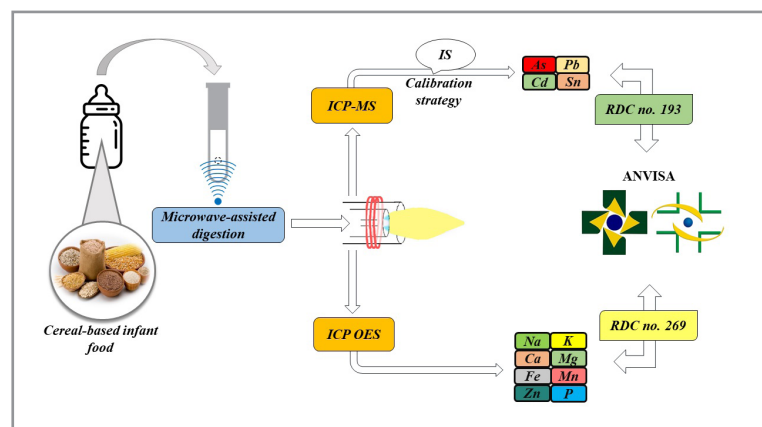 IS
Calibration
strategy
ICP-MS
As Pb
Cd Sn
RDC no. 193
ANVISA
Microwave-assisted
digestion
Cereal-based infant
food
ICP OES
Na K
Ca Mg
Fe Mn
Zn P
RDC no. 269